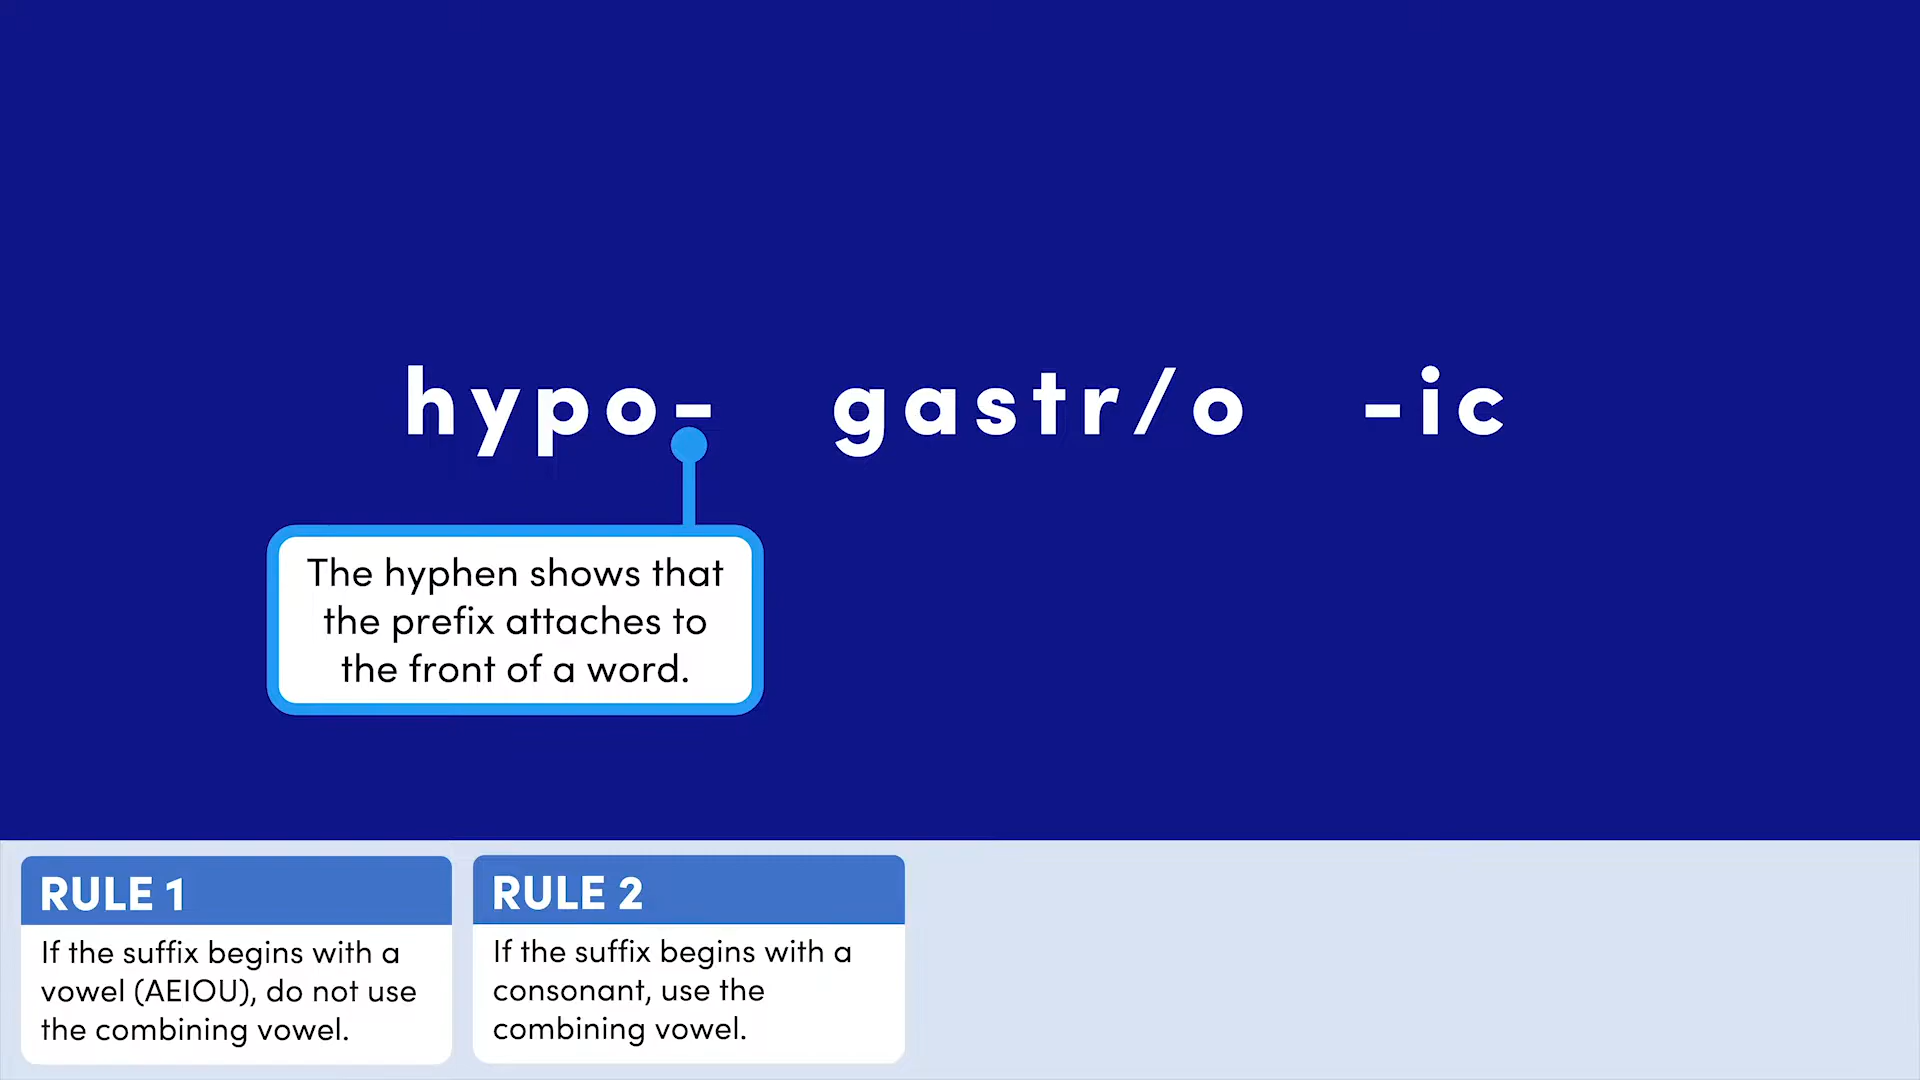 hypo- gastr/o -ic
The hyphen shows that
the prefix attaches to
the front of a word.
RULE 1
If the suffix begins with a
vowel (AEIOU), do not use
the combining vowel.
RULE 2
If the suffix begins with a
consonant, use the
combining vowel.